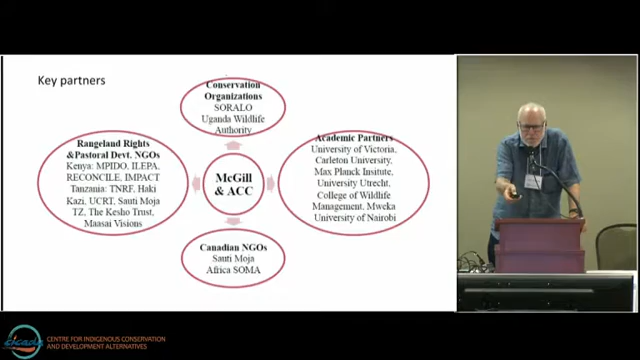 Key partners
Conservation
Organizations
SORALO
Uganda Wildlife
Authority
Rangeland Rights
&Pastoral Devt. NGOs
Kenya: MPIDO, ILEPA,
RECONCILE, IMPACT
Tanzania: TNRF, Haki
Kazi, UCRT, Sauti Moja
TZ, The Kesho Trust,
Maasai Visions
McGill
& ACC
Academic Partners
University of Victoria,
Carleton University,
Max Planck Insitute,
University Utrecht,
College of Wildlife
Management, Mweka
University of Nairobi
Canadian NGOs
Sauti Moja
Africa SOMA
cicada
CENTRE FOR INDIGENOUS CONSERVATION
AND DEVELOPMENT ALTERNATIVES